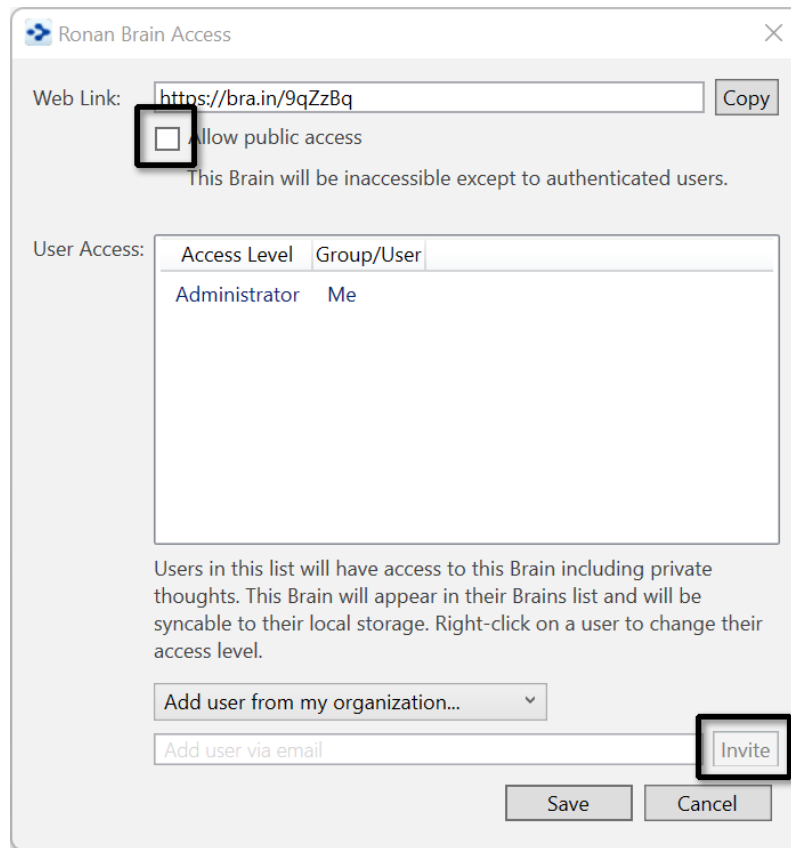 Ronan Brain Access
Web Link: https://bra.in/9qZzBq Copy
Allow public access
This Brain will be inaccessible except to authenticated users.
User Access: Access Level Group/User
Administrator Me
Users in this list will have access to this Brain including private
thoughts. This Brain will appear in their Brains list and will be
syncable to their local storage. Right-click on a user to change their
access level.
Add user from my organization...
Add user via email Invite
Save Cancel